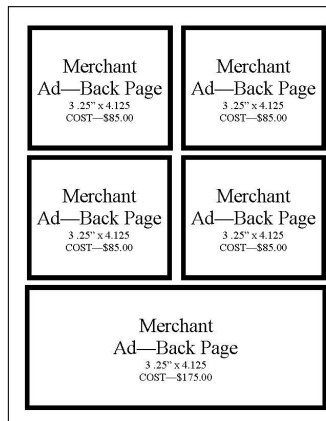 Merchant
Ad—Back Page
3 .25" x 4.125
COST—$85.00
Merchant
Ad—Back Page
3 .25" x 4.125
COST—$85.00
Merchant
Ad—Back Page
3 .25" x 4.125
COST—$85.00
Merchant
Ad—Back Page
3 .25" x 4.125
COST—$85.00
Merchant
Ad—Back Page
3 .25" x 4.125
COST—$175.00